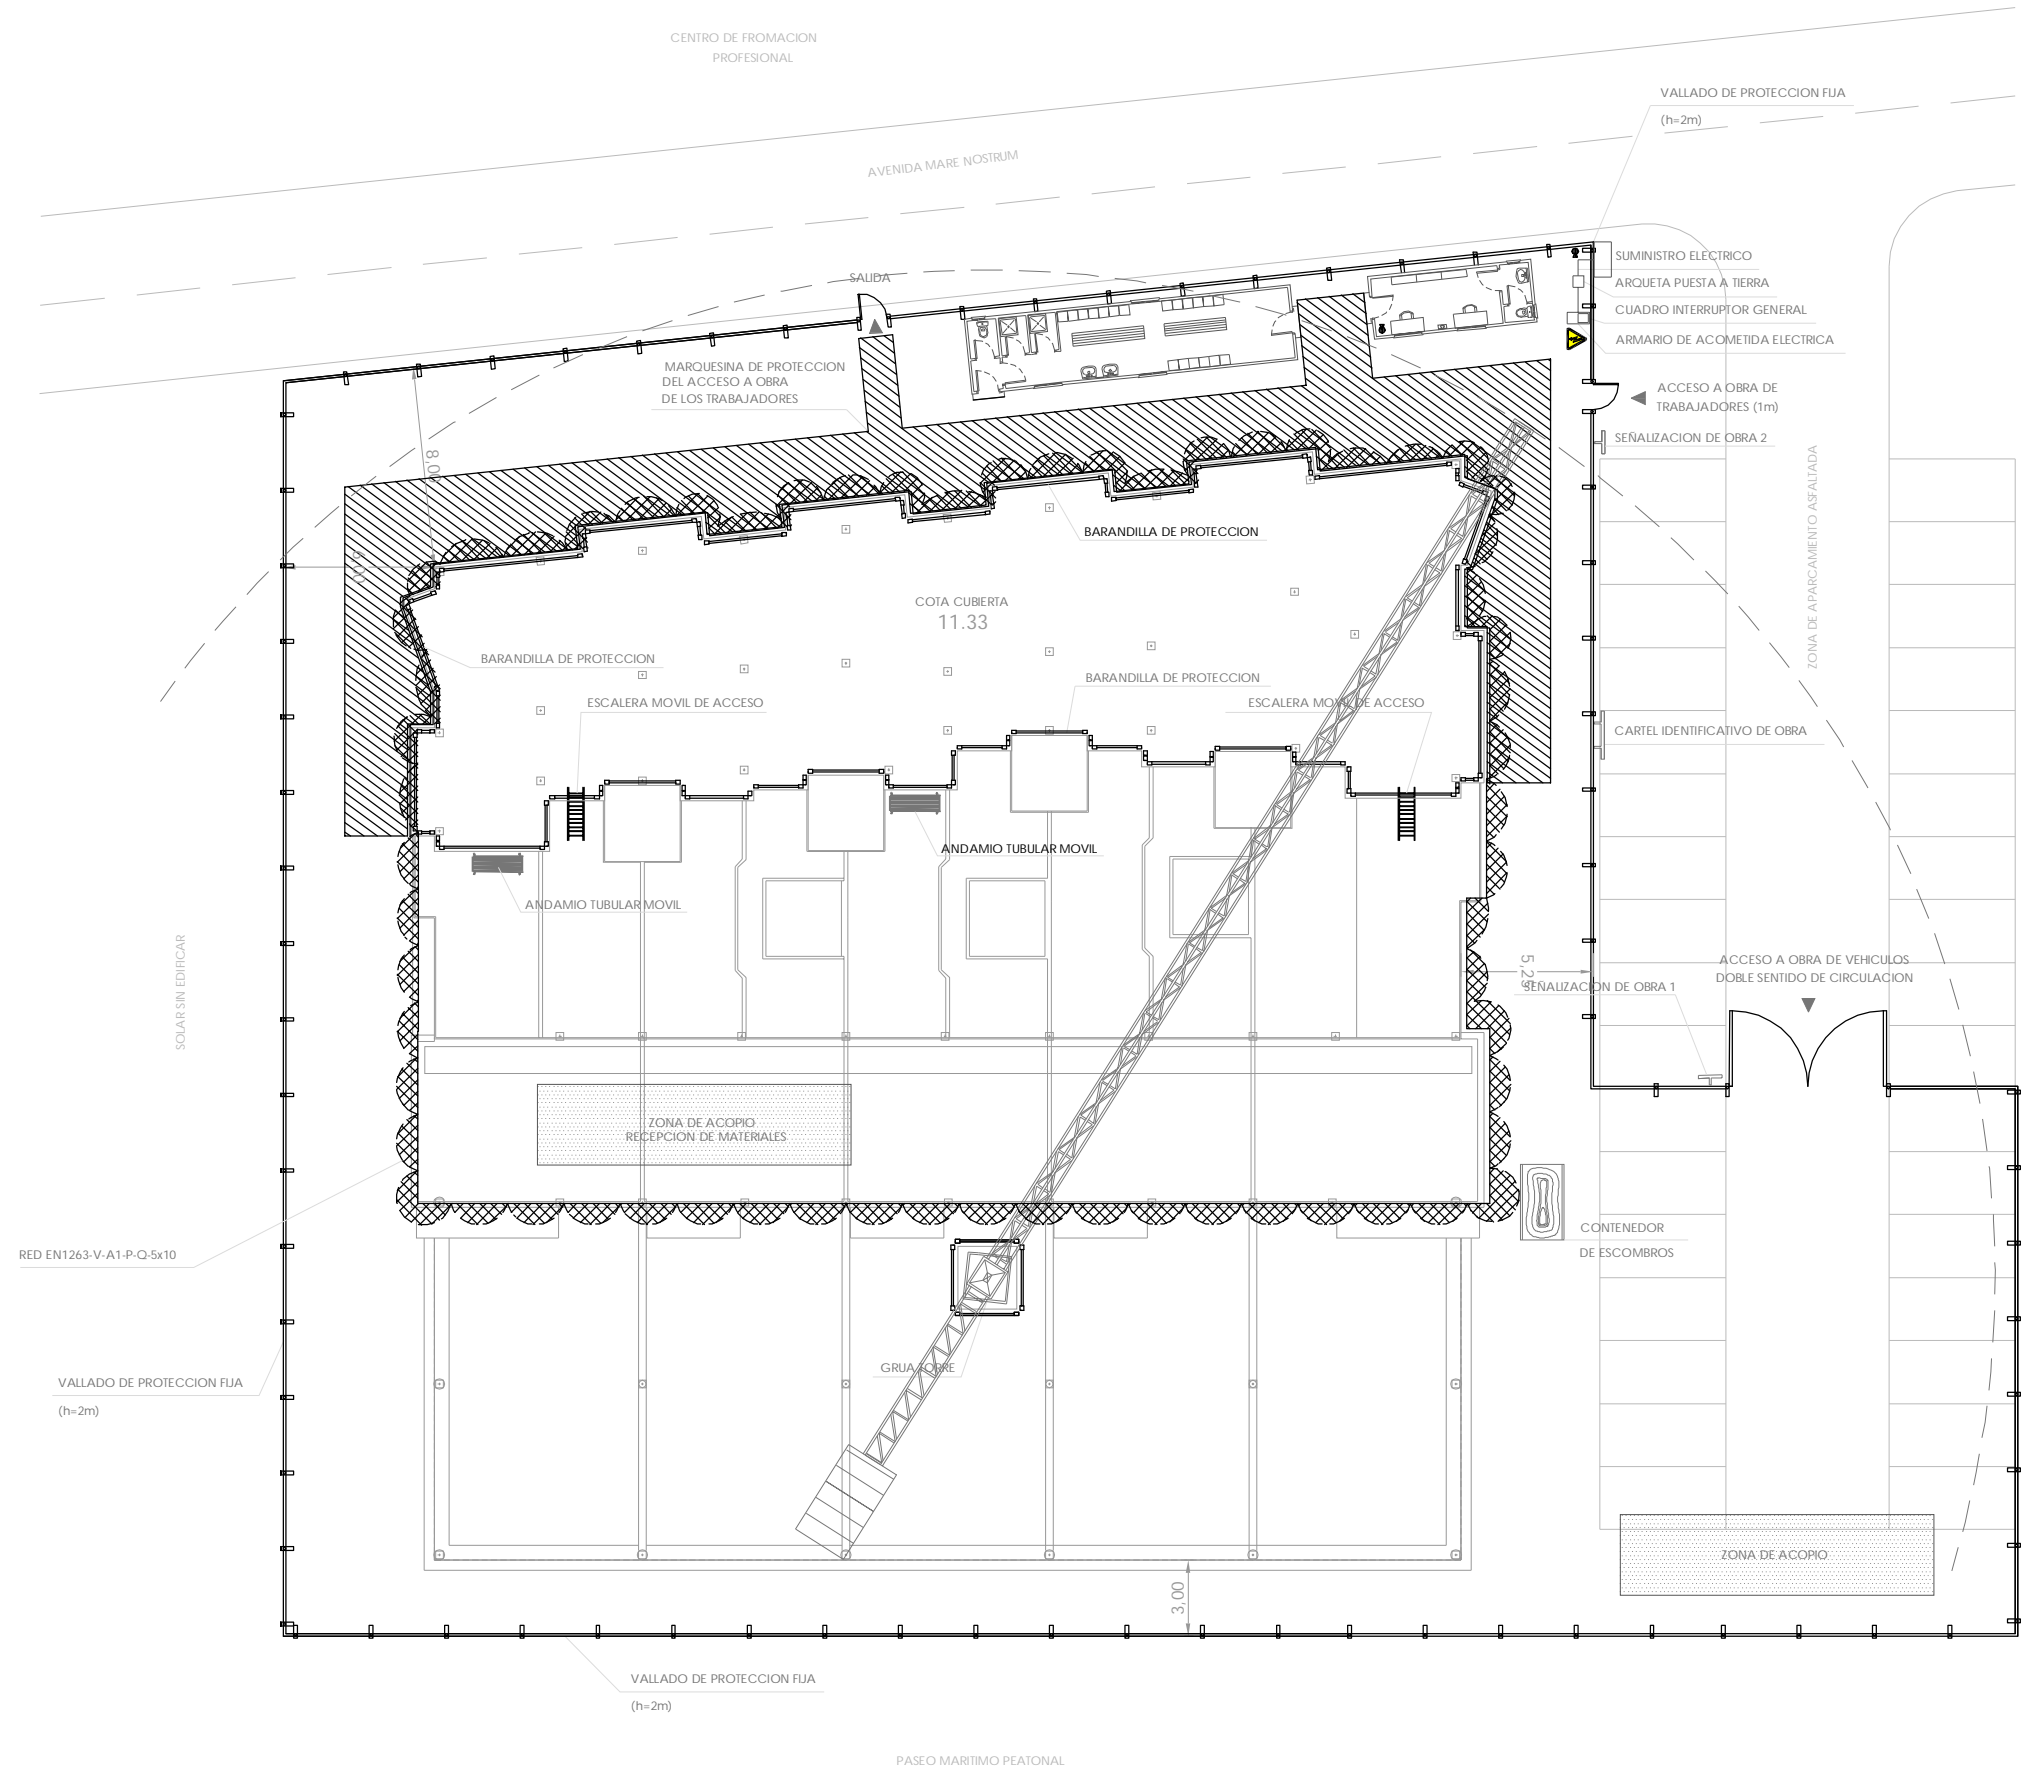 CENTRO DE FROMACION
PROFESIONAL
VALLADO DE PROTECCION FIJA
(h=2m)
AVENIDA MARE NOSTRUM
SALIDA
SUMINISTRO ELECTRICO
ARQUETA PUESTA A TIERRA
CUADRO INTERRUPTOR GENERAL
ARMARIO DE ACOMETIDA ELECTRICA
MARQUESINA DE PROTECCION
DEL ACCESO A OBRA
DE LOS TRABAJADORES
ACCESO A OBRA DE
TRABAJADORES (1m)
SEÑALIZACION DE OBRA 2
8,00
6,00
ZONA DE APARCAMIENTO ASFALTADA
BARANDILLA DE PROTECCION
COTA CUBIERTA
11.33
BARANDILLA DE PROTECCION
BARANDILLA DE PROTECCION
ESCALERA MOVIL DE ACCESO
ESCALERA MOVIL DE ACCESO
CARTEL IDENTIFICATIVO DE OBRA
ANDAMIO TUBULAR MOVIL
ANDAMIO TUBULAR MOVIL
SOLAR SIN EDIFICAR
5,25
ACCESO A OBRA DE VEHICULOS
DOBLE SENTIDO DE CIRCULACION
SEÑALIZACION DE OBRA 1
ZONA DE ACOPIO
RECEPCION DE MATERIALES
CONTENEDOR
DE ESCOMBROS
RED EN1263-V-A1-P-Q-5x10
GRUA TORRE
VALLADO DE PROTECCION FIJA
(h=2m)
ZONA DE ACOPIO
3,00
VALLADO DE PROTECCION FIJA
(h=2m)
PASEO MARITIMO PEATONAL